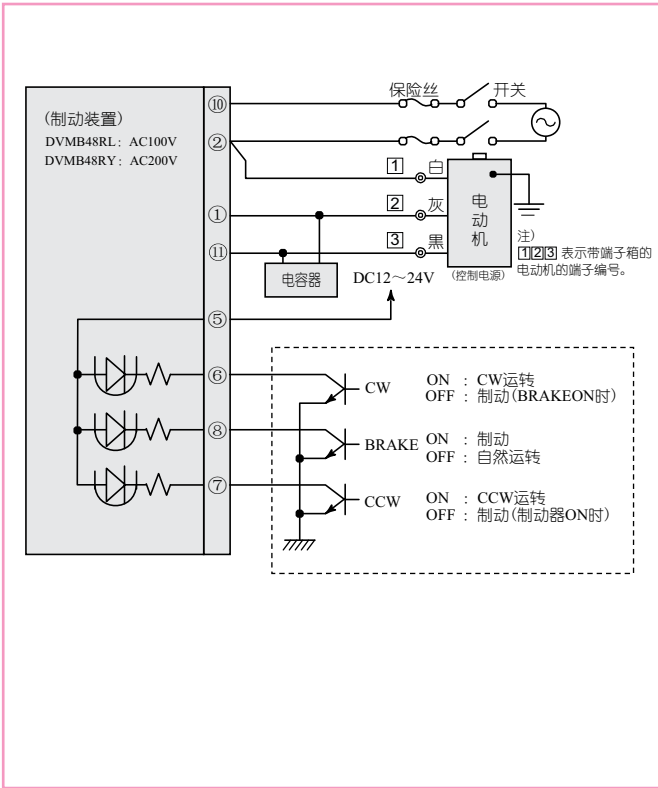 保险丝
开关
⑩
(制动装置)
DVMB48RL：AC100V
DVMB48RY：AC200V
②
1 白
2 灰
3 黑
①
⑪
电动机
(控制电源)
注)
123 表示带端子箱的
电动机的端子编号。
电容器
DC12～24V
⑤
⑥
CW
ON ：CW运转
OFF：制动(BRAKEON时)
⑧
BRAKE
ON ：制动
OFF：自然运转
⑦
CCW
ON ：CCW运转
OFF：制动(制动器ON时)